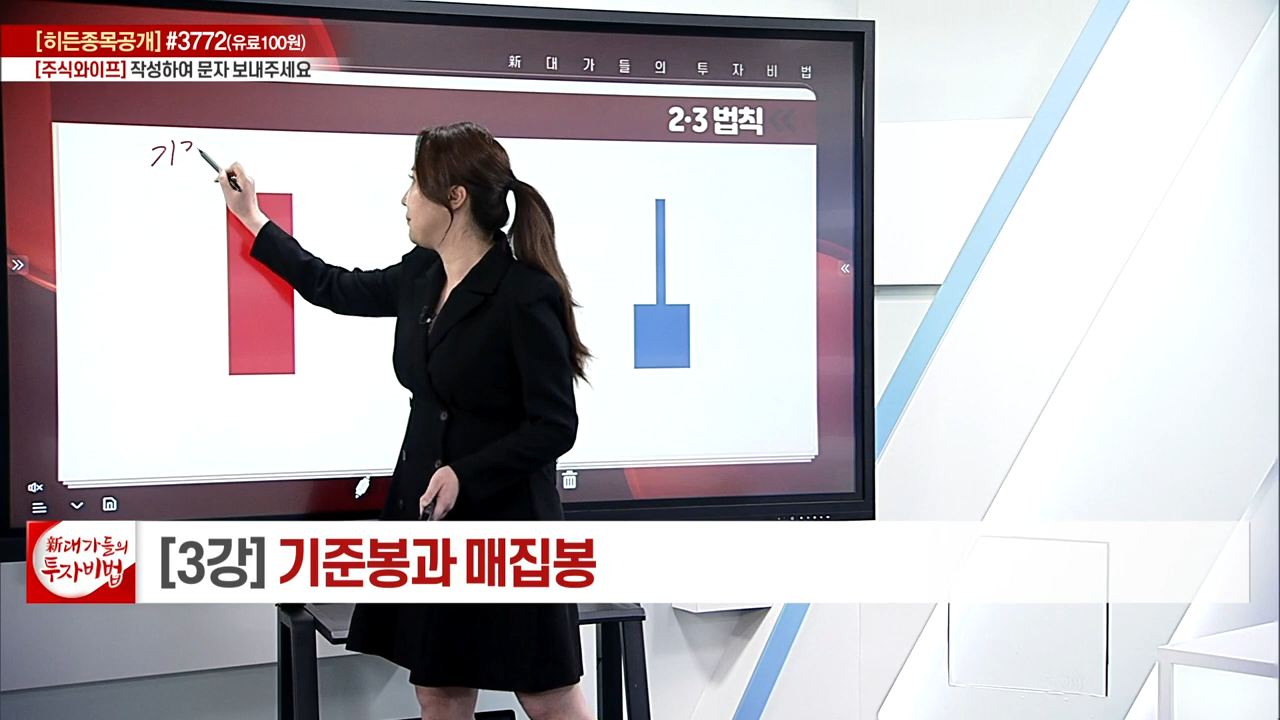 [히든종목공개] #3772(유료100원)
[주식와이프] 작성하여 문자 보내주세요
新 대 가 들 의 투 자 비 법
2·3 법칙
기
新대가들의
투자비법
[3강] 기준봉과 매집봉